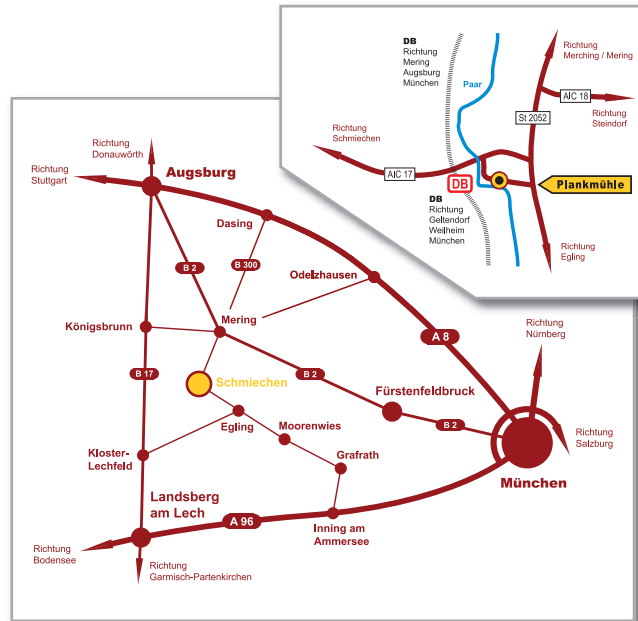 DB
Richtung
Mering
Augsburg
München
Paar
Richtung
Merching / Mering
AIC 18
St 2052
Richtung
Steindorf
Richtung
Schmiechen
AIC 17
DB
Plankmühle
DB
Richtung
Geltendorf
Weilheim
München
Richtung
Egling
Richtung
Donauwörth
Richtung
Stuttgart
Augsburg
Dasing
B 2
B 300
Odelzhausen
Königsbrunn
Mering
A 8
Richtung
Nürnberg
B 17
Schmiechen
B 2
Fürstenfeldbruck
B 2
Richtung
Salzburg
Egling
Moorenwies
Kloster-
Lechfeld
Grafrath
München
Landsberg
am Lech
A 96
Inning am
Ammersee
Richtung
Bodensee
Richtung
Garmisch-Partenkirchen